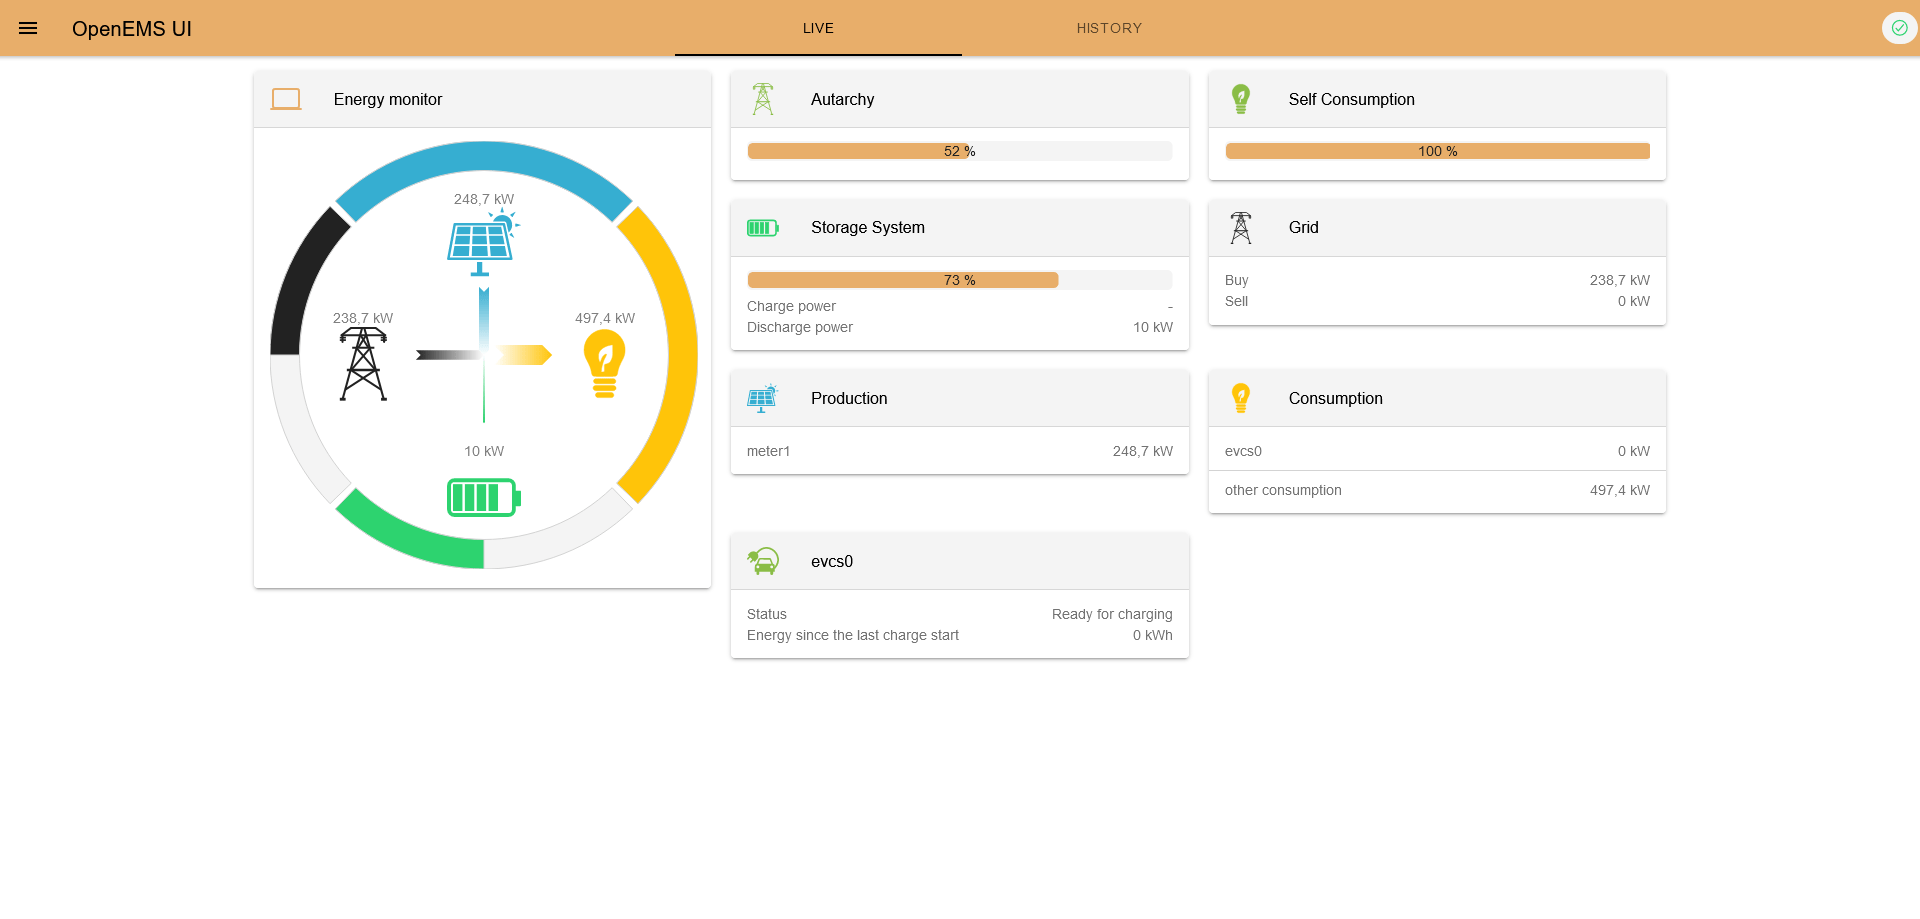 OpenEMS UI
LIVE
HISTORY
Energy monitor
248,7 kW
238,7 kW
497,4 kW
10 kW
Autarchy
52 %
Self Consumption
100 %
Storage System
73 %
Charge power -
Discharge power 10 kW
Grid
Buy 238,7 kW
Sell 0 kW
Production
meter1 248,7 kW
Consumption
evcs0 0 kW
other consumption 497,4 kW
evcs0
Status Ready for charging
Energy since the last charge start 0 kWh